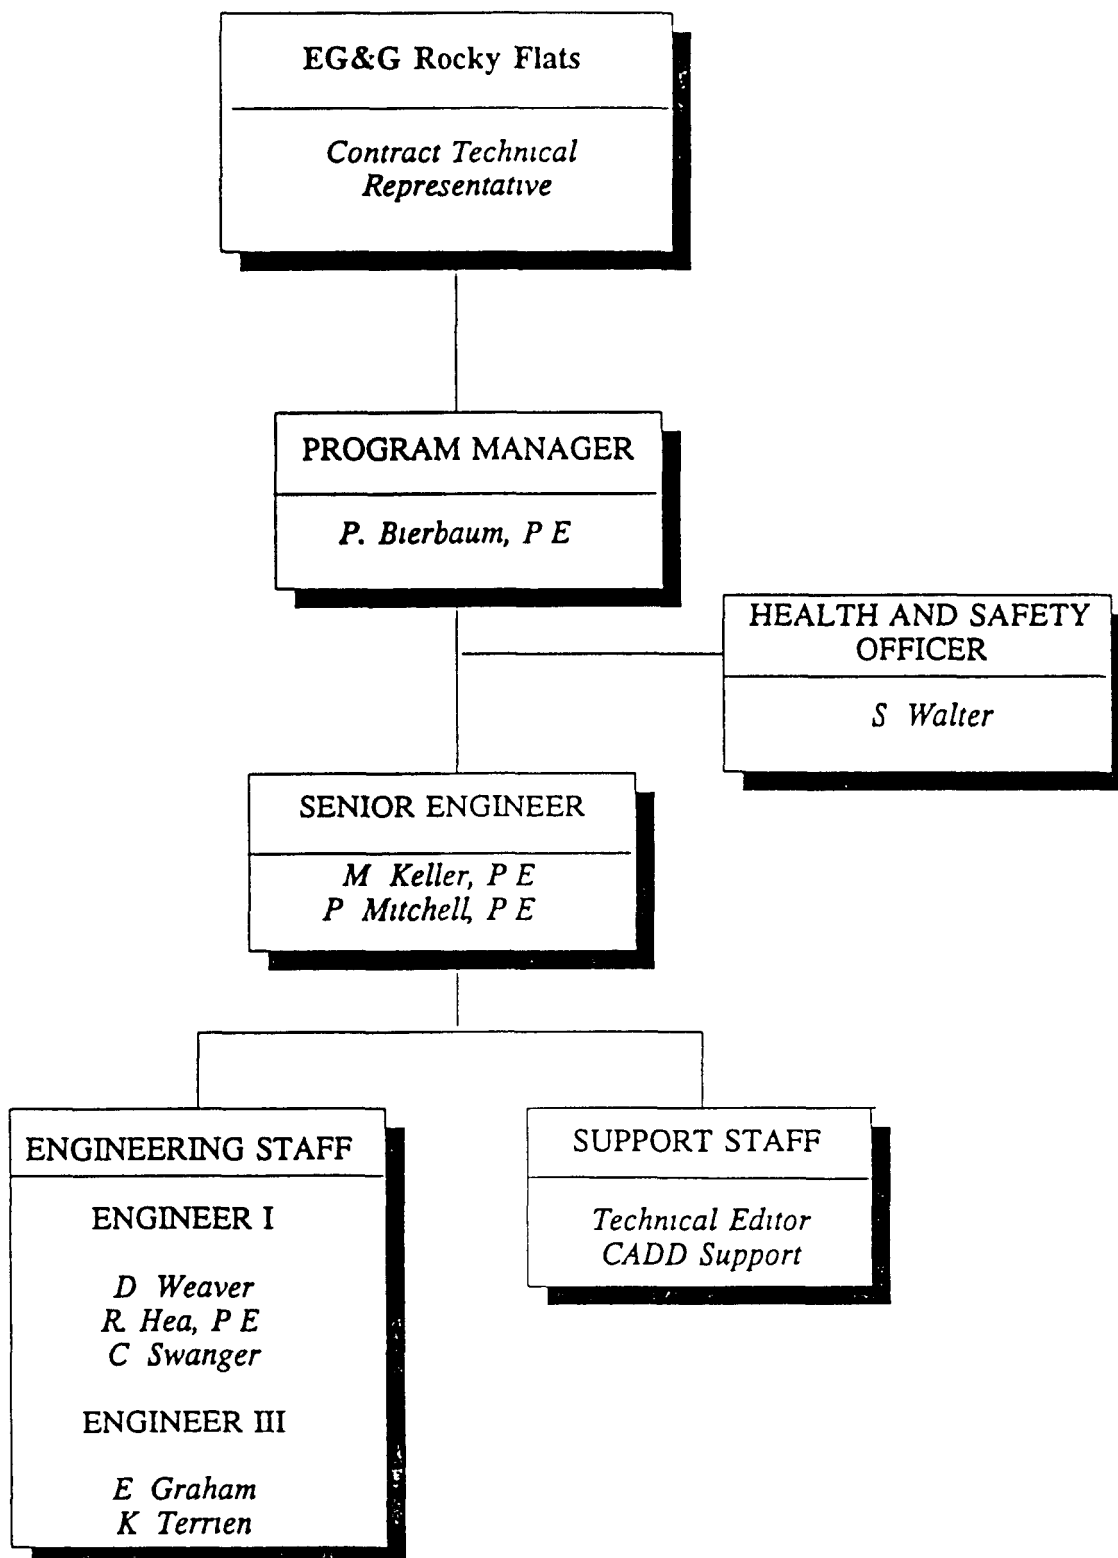 EG&G Rocky Flats
Contract Technical
Representative
PROGRAM MANAGER
P. Bierbaum, P E
HEALTH AND SAFETY
OFFICER
S Walter
SENIOR ENGINEER
M Keller, P E
P Mitchell, P E
ENGINEERING STAFF
ENGINEER I
D Weaver
R. Hea, P E
C Swanger
ENGINEER III
E Graham
K Terrien
SUPPORT STAFF
Technical Editor
CADD Support